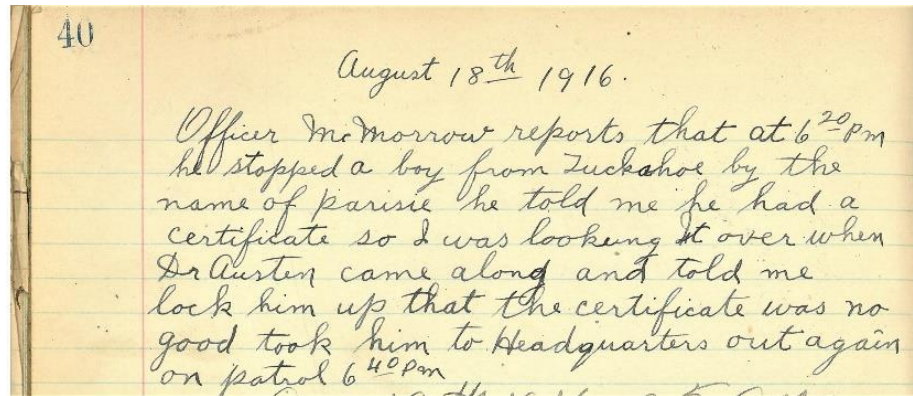 40
August 18th 1916.
Officer McMorrow reports that at 6 20 Pm
he stopped a boy from Tuckahoe by the
name of Parisie he told me he had a
certificate so I was lookeing it over when
Dr Austen came along and told me
lock him up that the certificate was no
good took him to Headquarters out again
on patrol 6 40 Pm